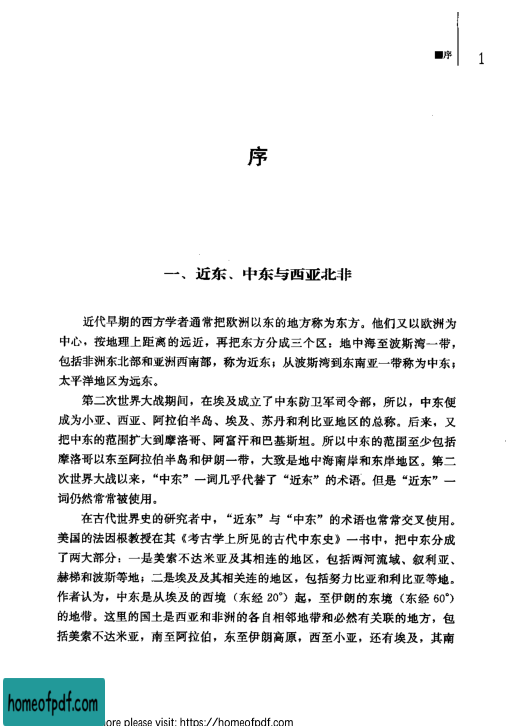 ■序
1
序
一、近东、中东与西亚北非
近代早期的西方学者通常把欧洲以东的地方称为东方。他们又以欧洲为
中心，按地理上距离的远近，再把东方分成三个区：地中海至波斯湾一带，
包括非洲东北部和亚洲西南部，称为近东；从波斯湾到东南亚一带称为中东；
太平洋地区为远东。
第二次世界大战期间，在埃及成立了中东防卫军司令部，所以，中东便
成为小亚、西亚、阿拉伯半岛、埃及、苏丹和利比亚地区的总称。后来，又
把中东的范围扩大到摩洛哥、阿富汗和巴基斯坦。所以中东的范围至少包括
摩洛哥以东至阿拉伯半岛和伊朗一带，大致是地中海南岸和东岸地区。第二
次世界大战以来，“中东”一词几乎代替了“近东”的术语。但是“近东”一
词仍然常常被使用。
在古代世界史的研究者中，“近东”与“中东”的术语也常常交叉使用。
美国的法因根教授在其《考古学上所见的古代中东史》一书中，把中东分成
了两大部分：一是美索不达米亚及其相连的地区，包括两河流域、叙利亚、
赫梯和波斯等地；二是埃及及其相关连的地区，包括努力比亚和利比亚等地。
作者认为，中东是从埃及的西境（东经 20°）起，至伊朗的东境（东经 60°）
的地带。这里的国土是西亚和非洲的各自相邻地带和必然有关联的地方，包
括美索不达米亚，南至阿拉伯，东至伊朗高原，西至小亚，还有埃及，其南
homeofpdf.com
ore please visit: https://homeofpdf.com